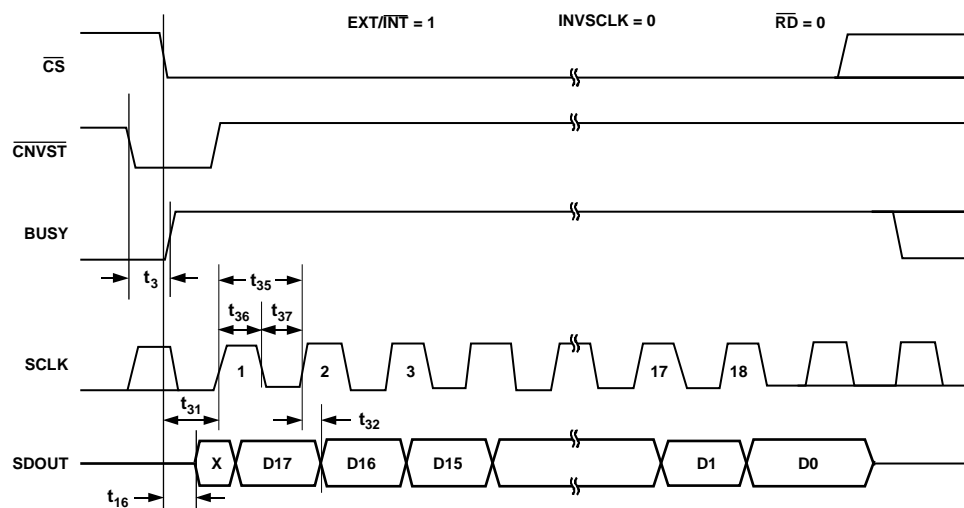 EXT/INT = 1 INVSCLK = 0 RD = 0
CS
CNVST
BUSY
t3
t35
t36 t37
SCLK 1 2 3 17 18
t31
t32
SDOUT X D17 D16 D15 D1 D0
t16